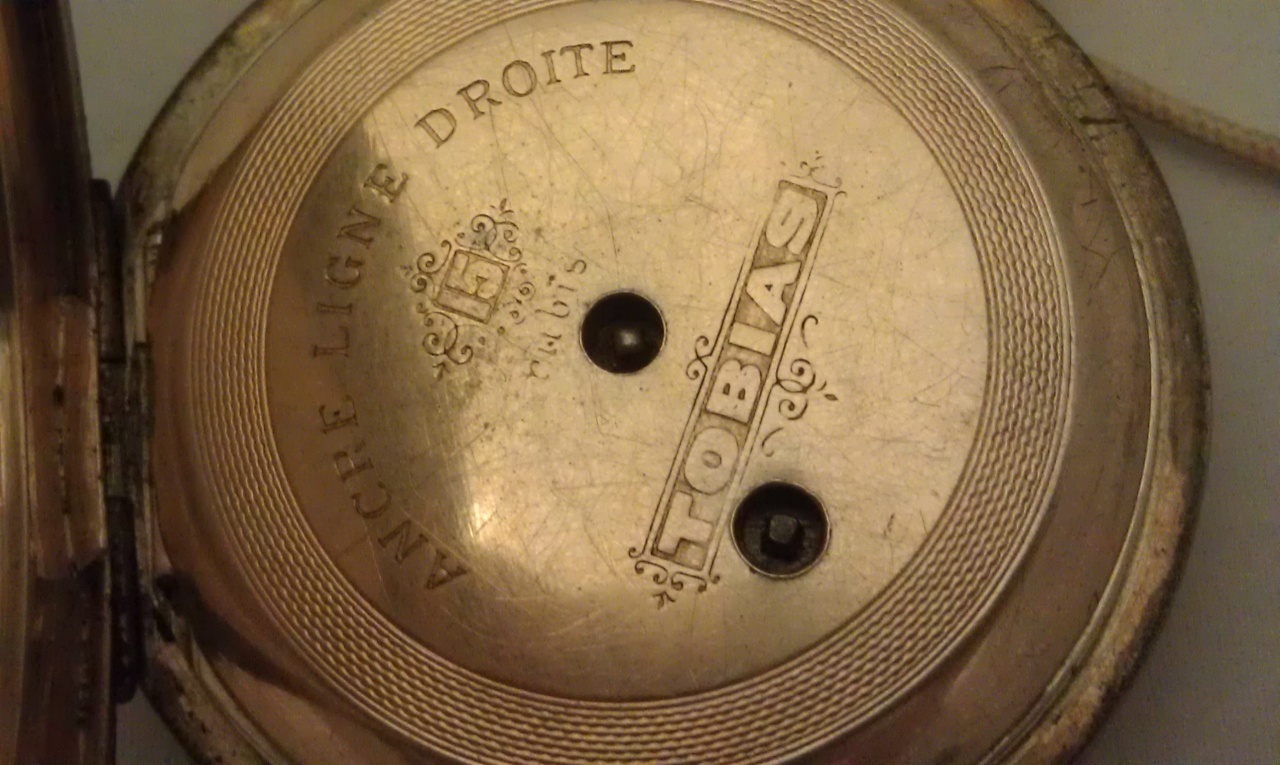 ANCRE LIGNE DROITE
15
rubis
TOBIAS